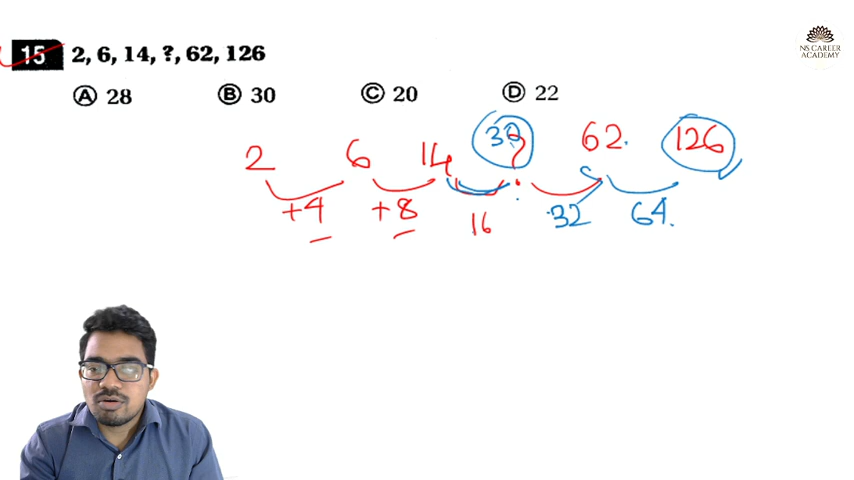 NS CAREER
ACADEMY
15 2, 6, 14, ?, 62, 126
A 28 B 30 C 20 D 22
2 6 14 30 ? 62. 126
+4 +8 16 32 64.